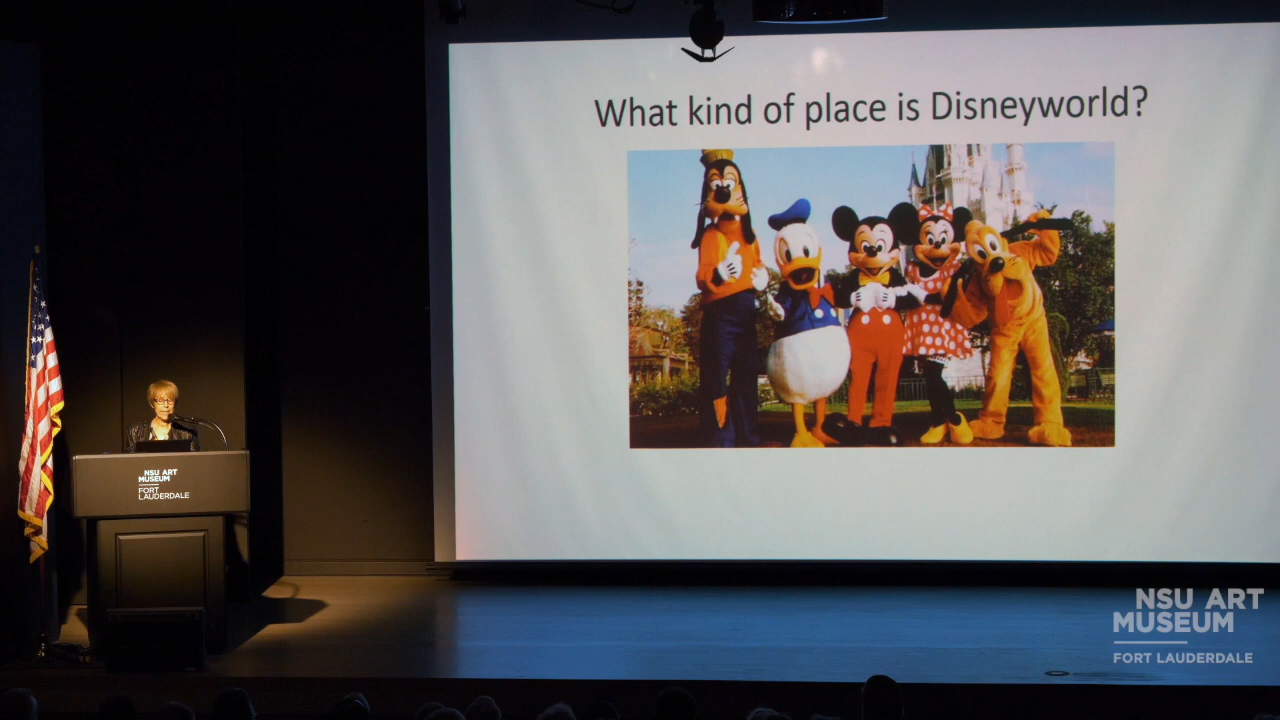 What kind of place is Disneyworld?
NSU ART
MUSEUM
FORT
LAUDERDALE
NSU ART
MUSEUM
FORT LAUDERDALE